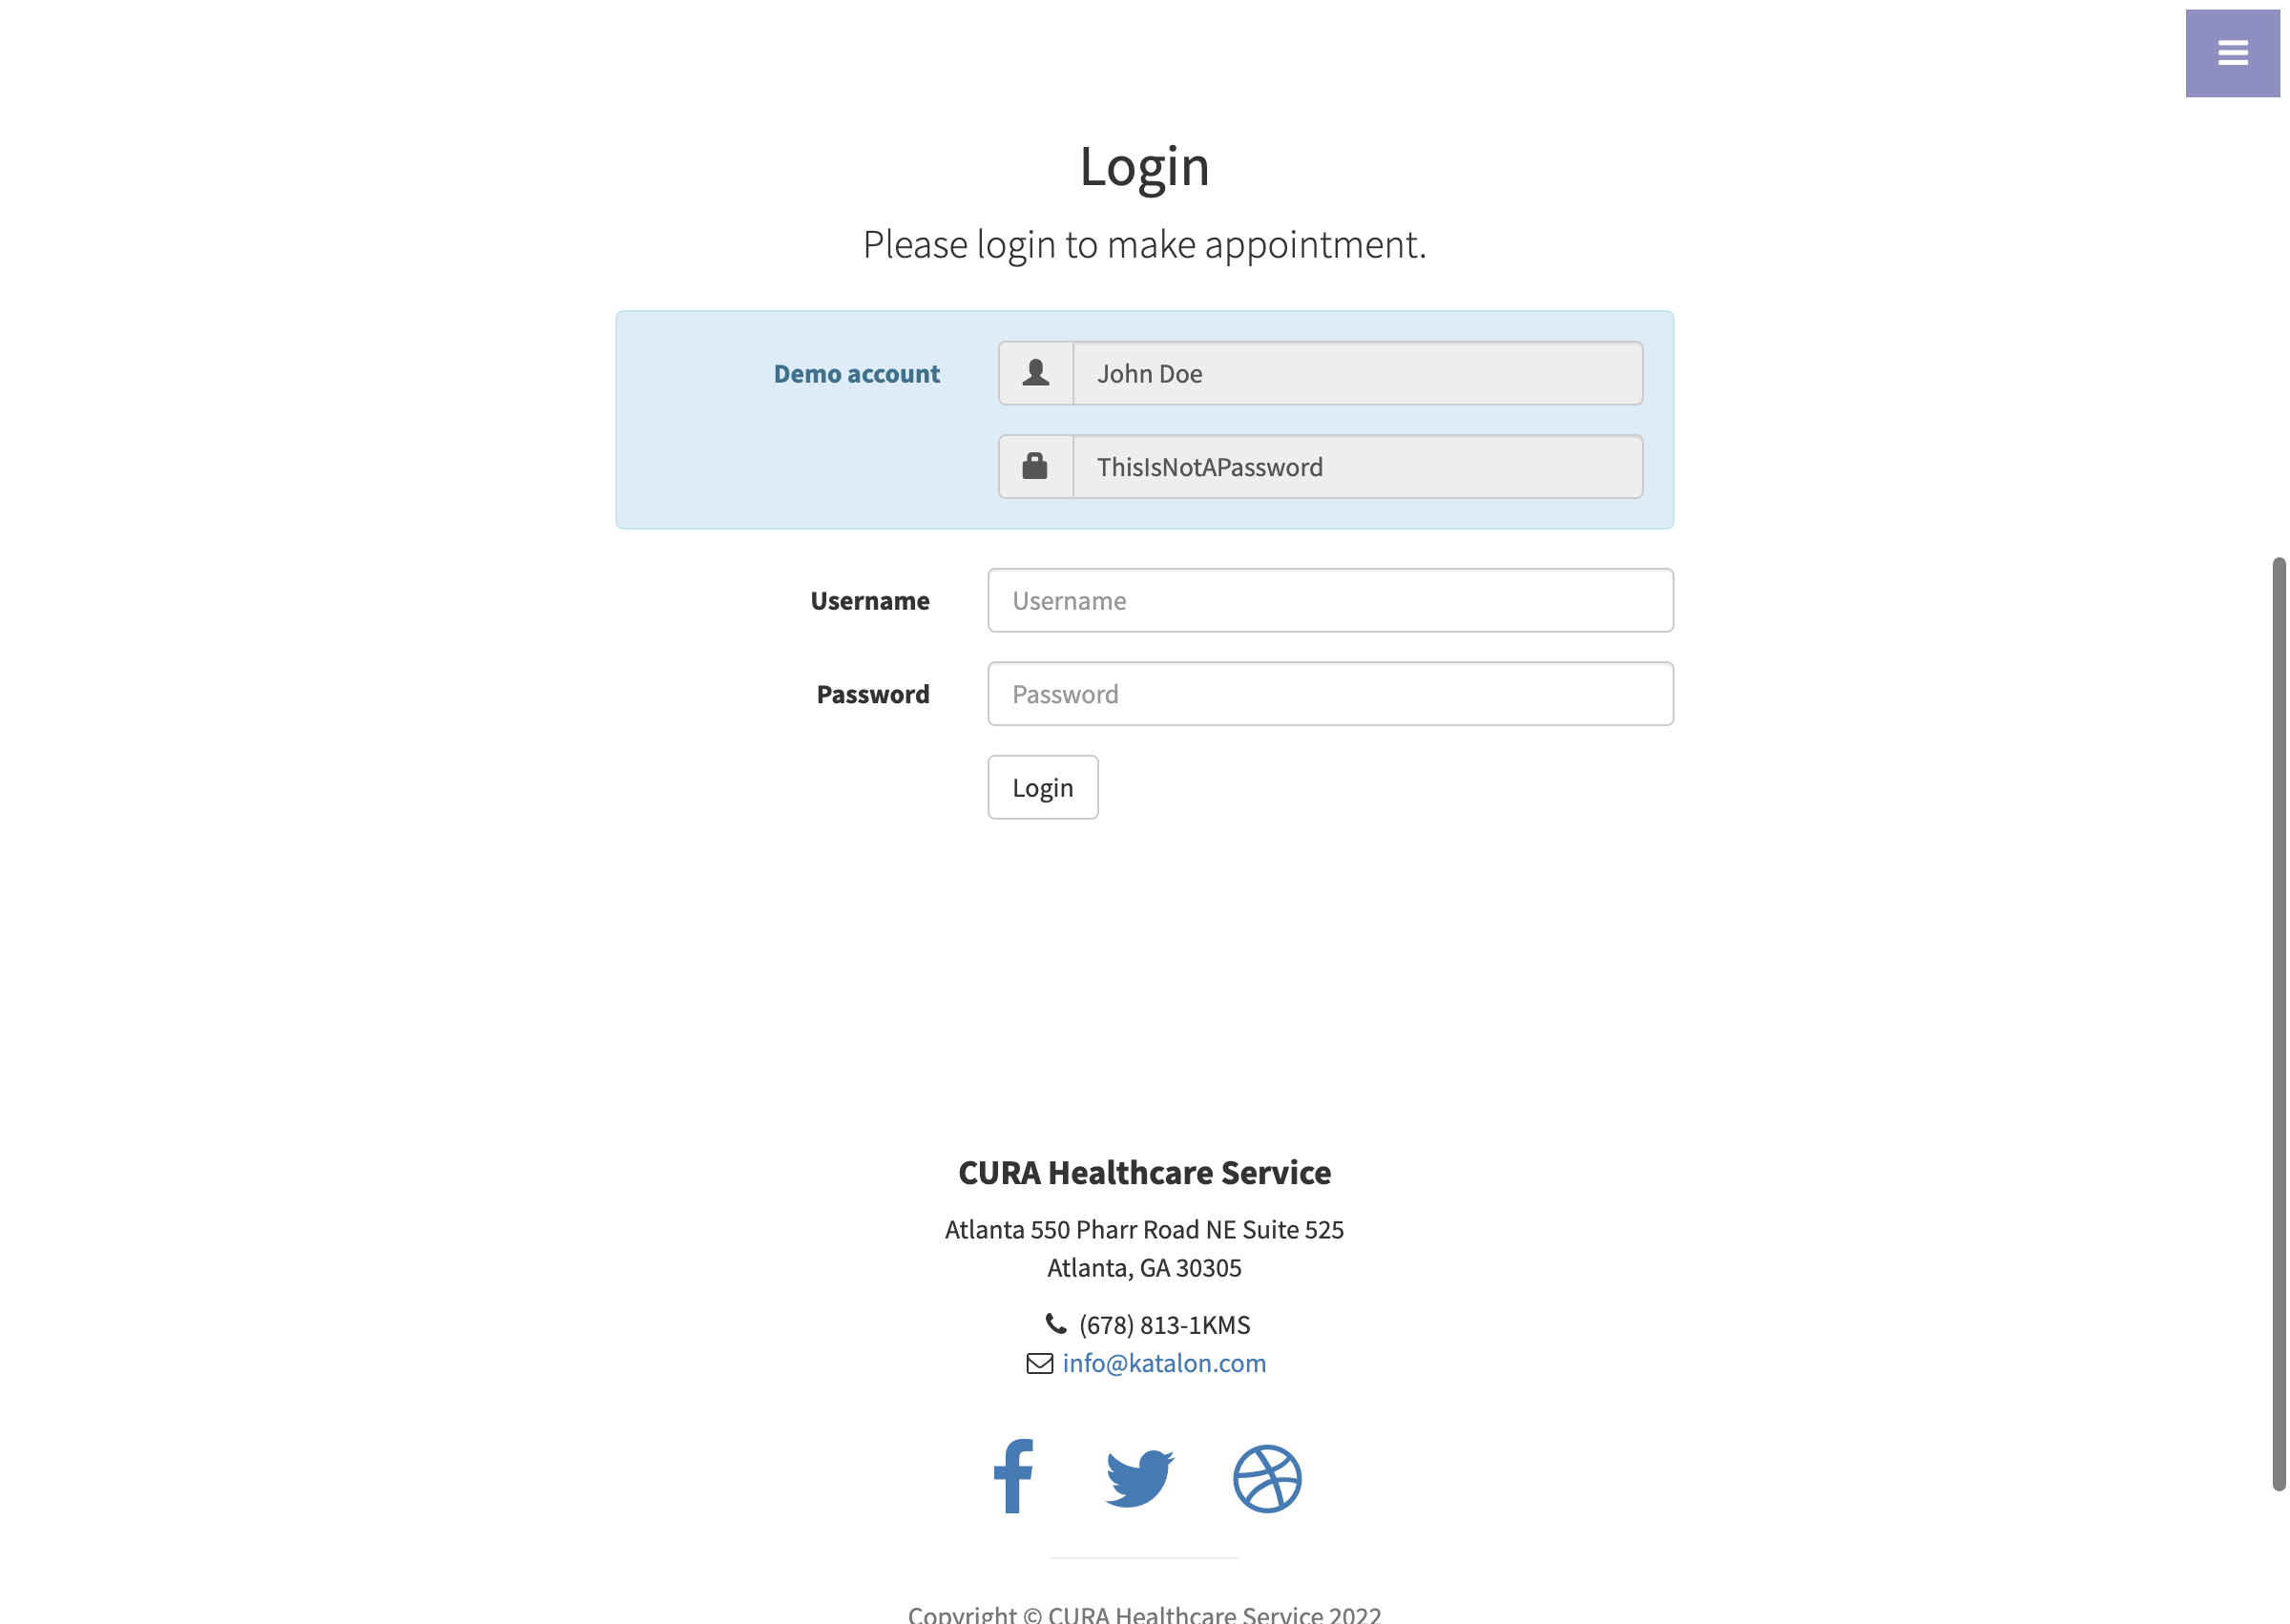 Login
Please login to make appointment.
Demo account
John Doe
ThisIsNotAPassword
Username
Username
Password
Password
Login
CURA Healthcare Service
Atlanta 550 Pharr Road NE Suite 525
Atlanta, GA 30305
(678) 813-1KMS
info@katalon.com
Copyright © CURA Healthcare Service 2022